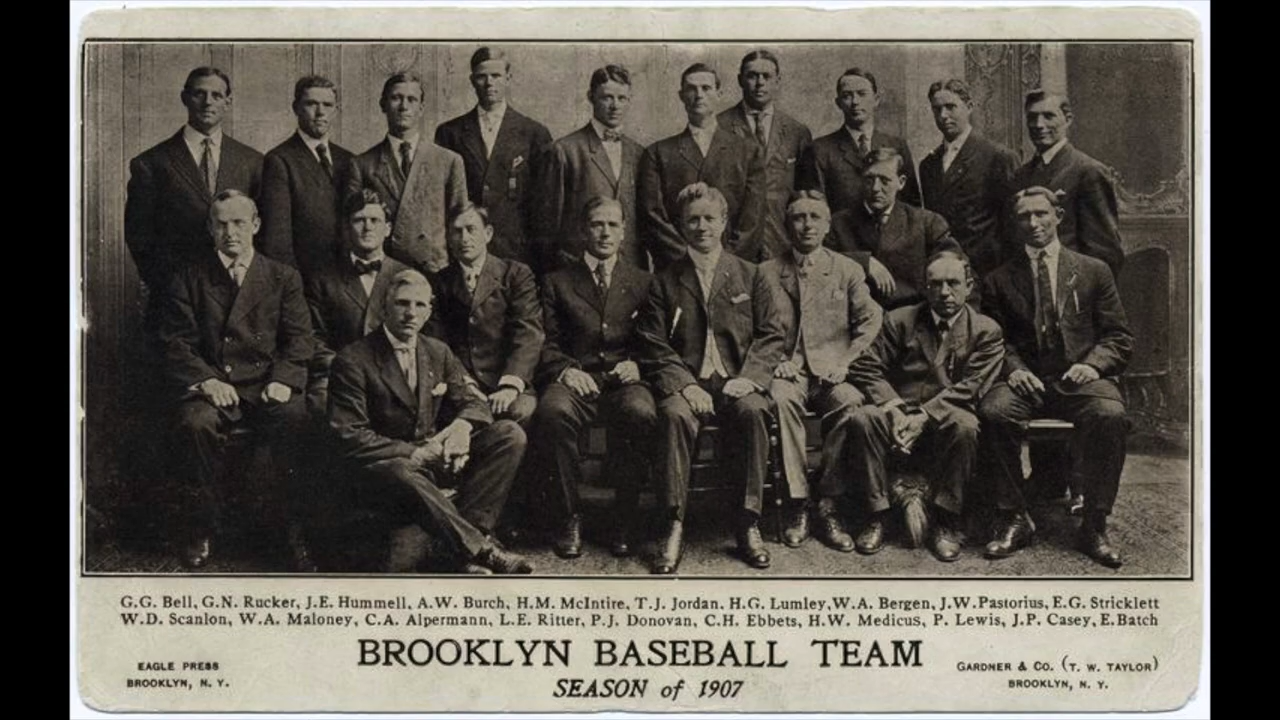 G.G. Bell, G.N. Rucker, J.E. Hummell, A.W. Burch, H.M. McIntire, T.J. Jordan. H.G. Lumley, W.A. Bergen, J.W. Pastorius, E.G. Stricklett
W.D. Scanlon, W.A. Maloney, C.A. Alpermann, L.E. Ritter, P.J. Donovan, C.H. Ebbets, H.W. Medicus, P. Lewis, J.P. Casey, E. Batch
BROOKLYN BASEBALL TEAM
SEASON of 1907
EAGLE PRESS
BROOKLYN, N. Y.
GARDNER & CO. (T. W. TAYLOR)
BROOKLYN, N. Y.